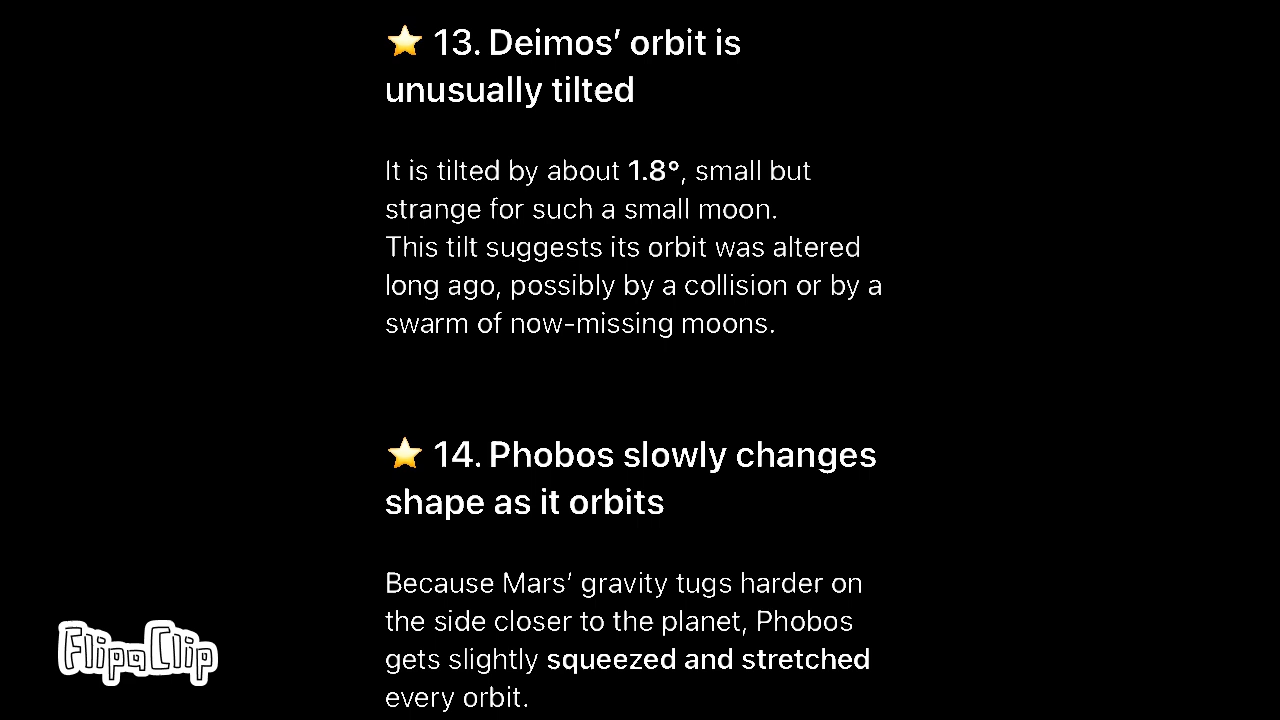 ⭐ 13. Deimos’ orbit is
unusually tilted
It is tilted by about 1.8°, small but
strange for such a small moon.
This tilt suggests its orbit was altered
long ago, possibly by a collision or by a
swarm of now-missing moons.
⭐ 14. Phobos slowly changes
shape as it orbits
Because Mars’ gravity tugs harder on
the side closer to the planet, Phobos
gets slightly squeezed and stretched
every orbit.
FlipaClip